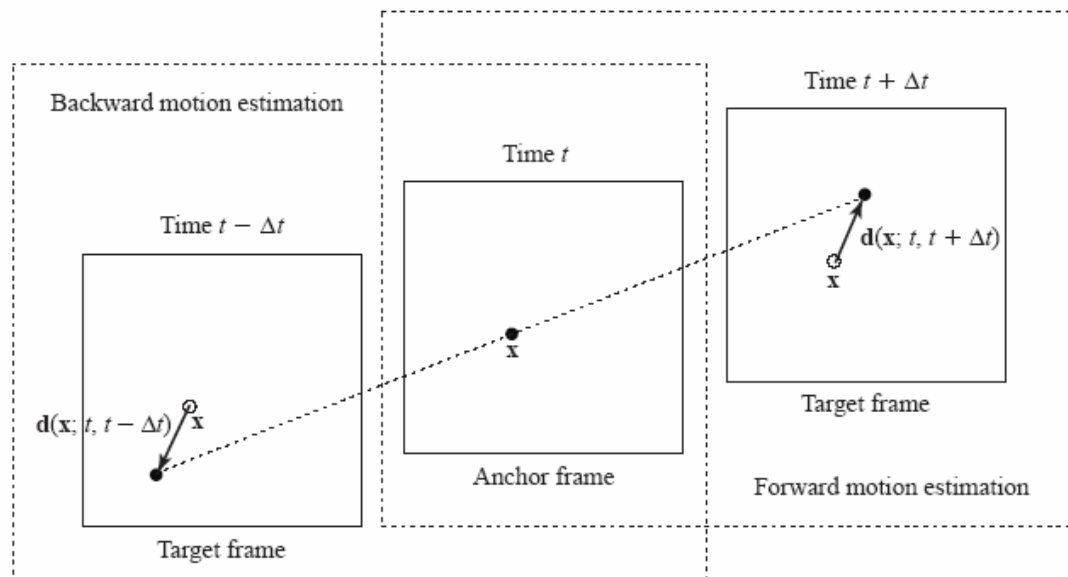 Time t + Δt
Backward motion estimation
Time t
Time t − Δt
d(x; t, t + Δt)
x
x
d(x; t, t − Δt)
x
Target frame
Anchor frame
Forward motion estimation
Target frame